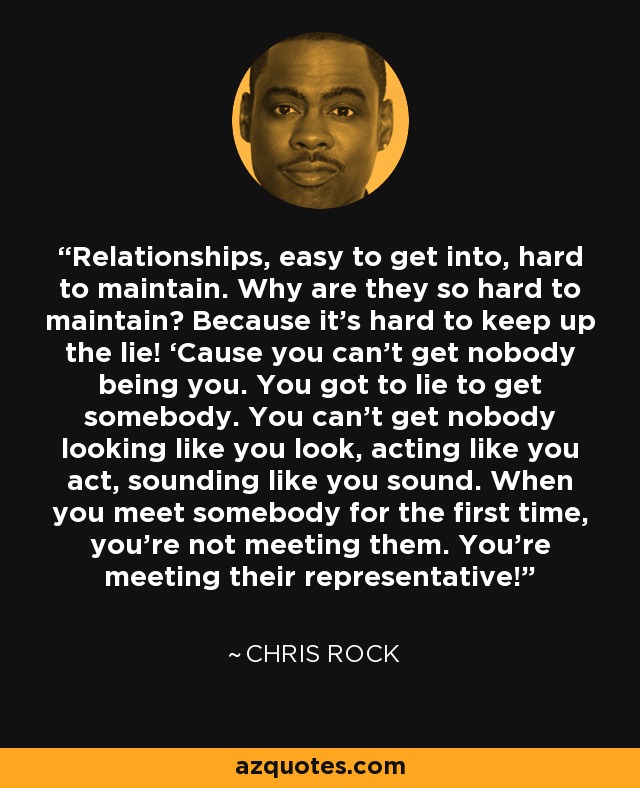 “Relationships, easy to get into, hard
to maintain. Why are they so hard to
maintain? Because it’s hard to keep up
the lie! ‘Cause you can’t get nobody
being you. You got to lie to get
somebody. You can’t get nobody
looking like you look, acting like you
act, sounding like you sound. When
you meet somebody for the first time,
you’re not meeting them. You’re
meeting their representative!”
~ CHRIS ROCK
azquotes.com